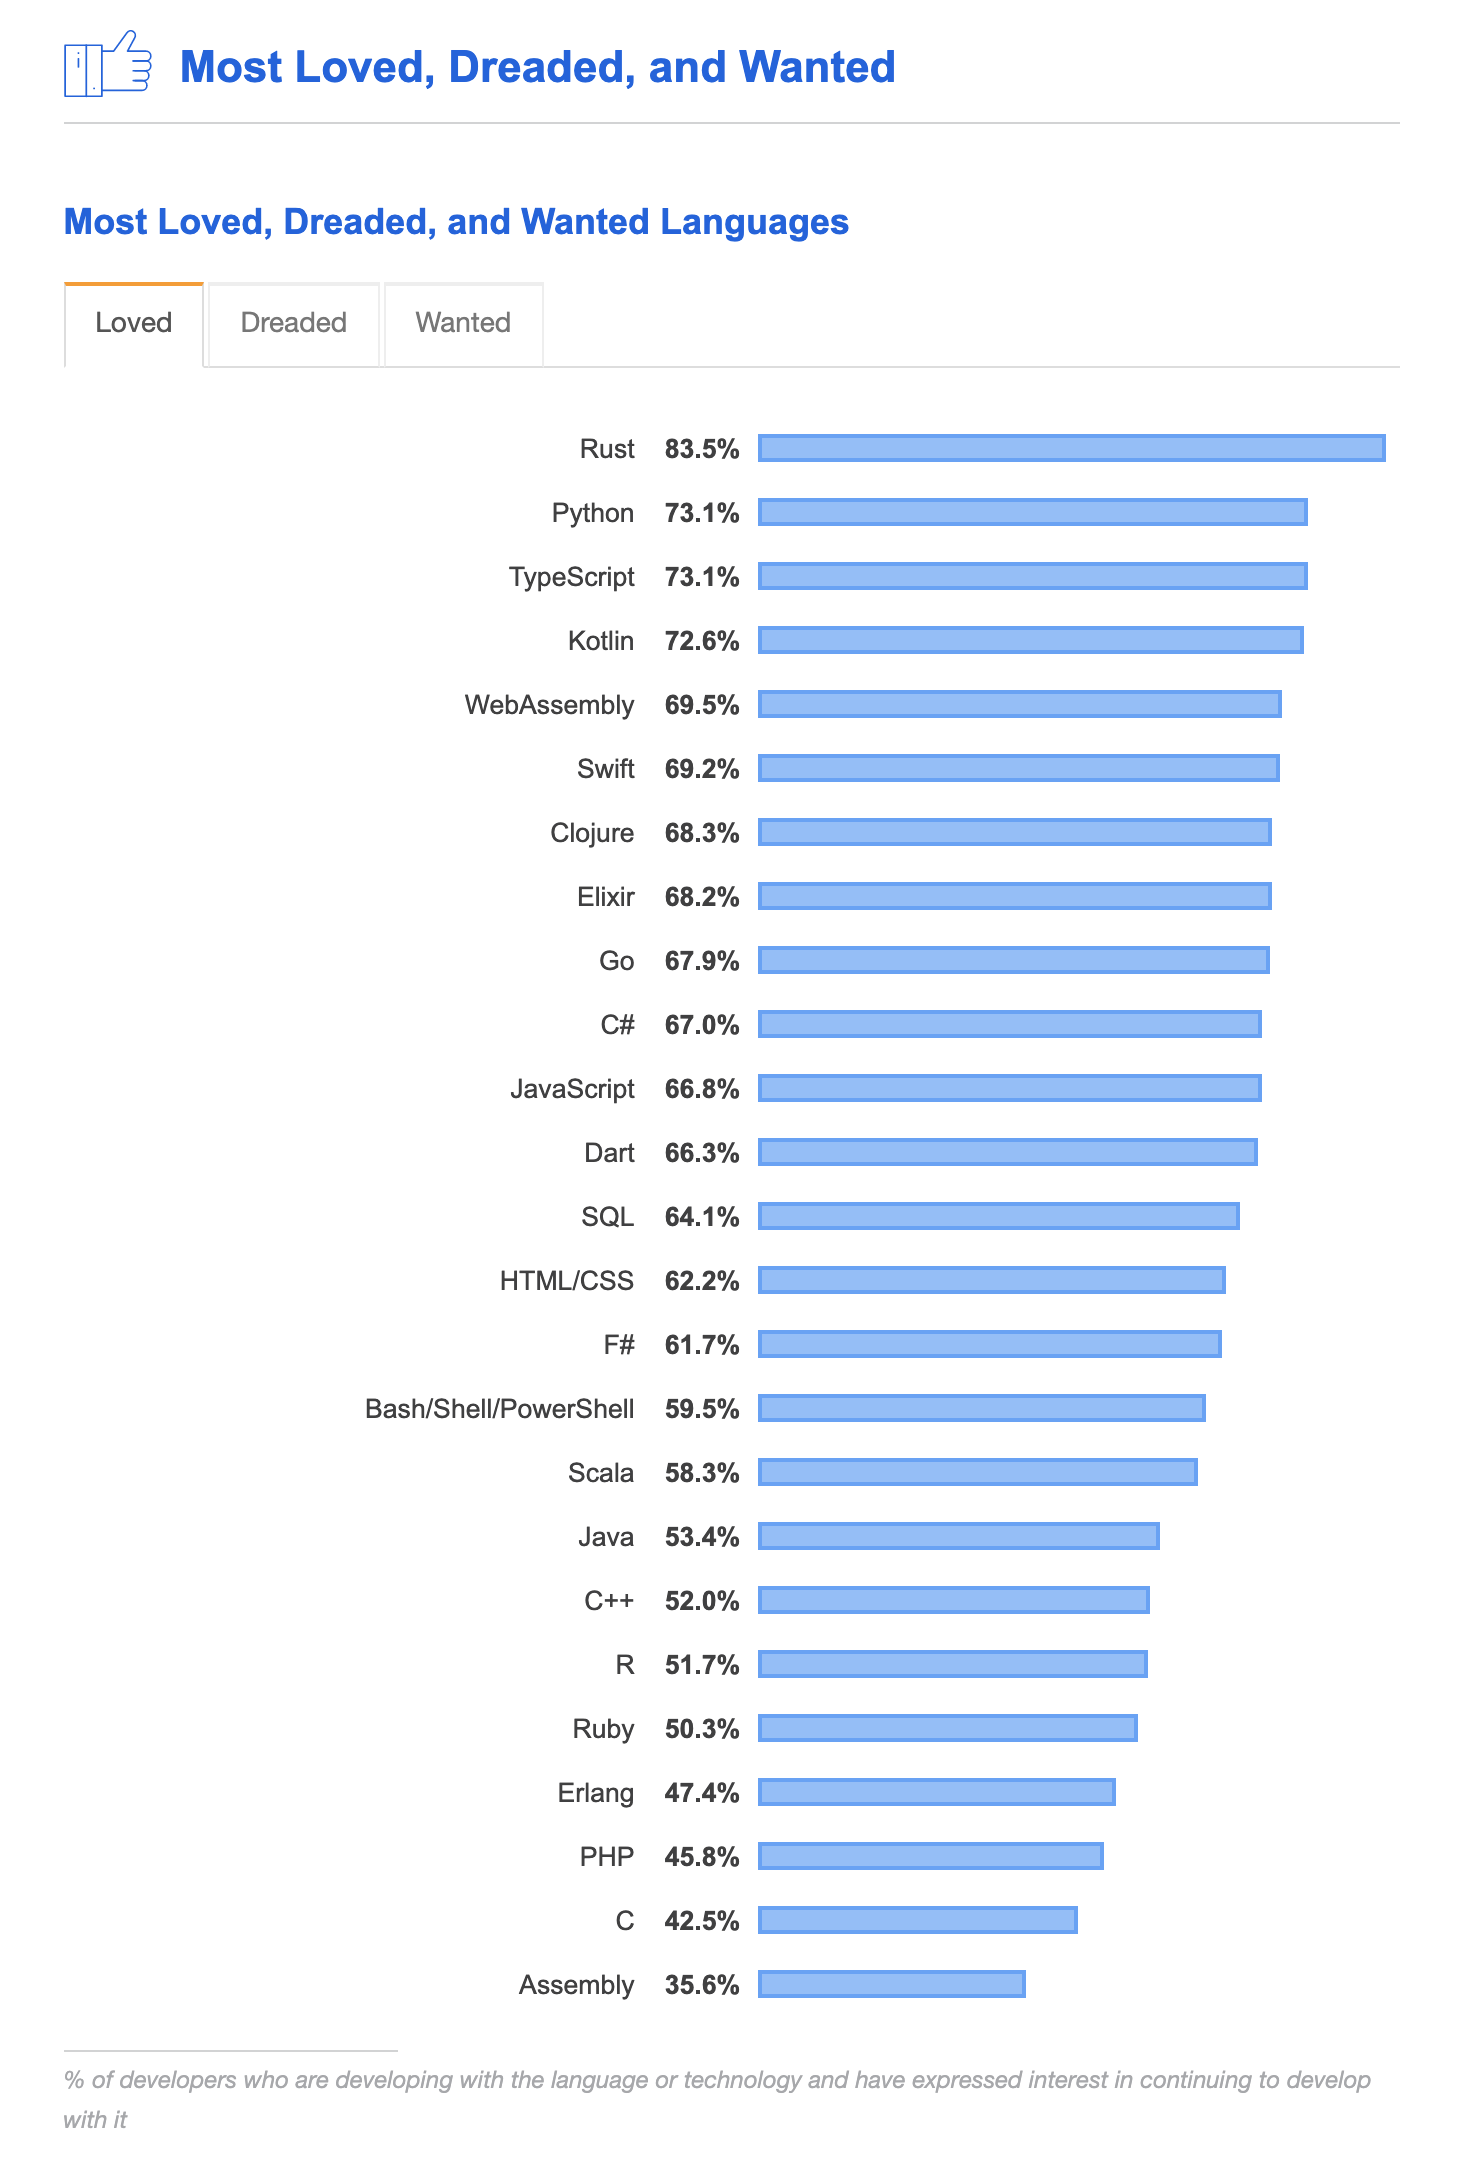 Most Loved, Dreaded, and Wanted
Most Loved, Dreaded, and Wanted Languages
Loved Dreaded Wanted
Rust 83.5%
Python 73.1%
TypeScript 73.1%
Kotlin 72.6%
WebAssembly 69.5%
Swift 69.2%
Clojure 68.3%
Elixir 68.2%
Go 67.9%
C# 67.0%
JavaScript 66.8%
Dart 66.3%
SQL 64.1%
HTML/CSS 62.2%
F# 61.7%
Bash/Shell/PowerShell 59.5%
Scala 58.3%
Java 53.4%
C++ 52.0%
R 51.7%
Ruby 50.3%
Erlang 47.4%
PHP 45.8%
C 42.5%
Assembly 35.6%
% of developers who are developing with the language or technology and have expressed interest in continuing to develop
with it